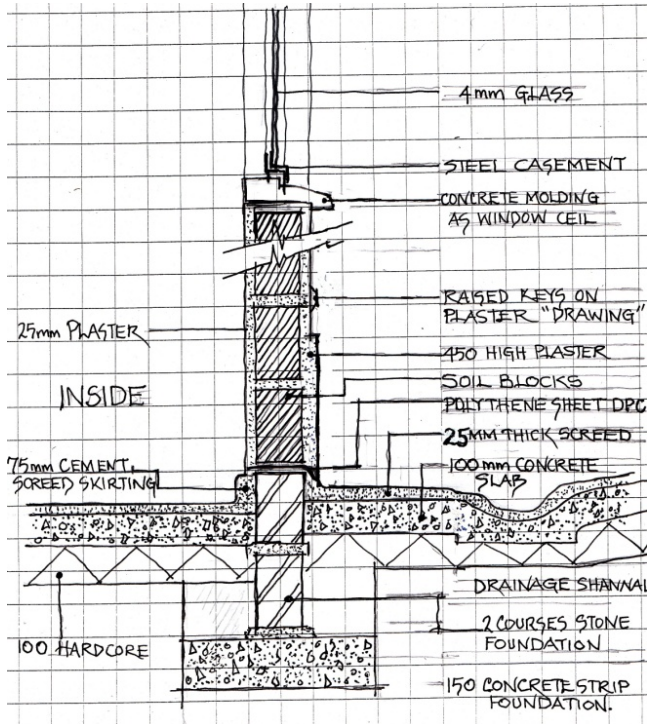 4mm GLASS
STEEL CASEMENT
CONCRETE MOLDING
AS WINDOW CEIL
RAISED KEYS ON
PLASTER "DRAWING"
25mm PLASTER
450 HIGH PLASTER
SOIL BLOCKS
INSIDE
POLYTHENE SHEET DPC
25MM THICK SCREED
75mm CEMENT
SCREED SKIRTING
100mm CONCRETE
SLAB
DRAINAGE SHANNAL
2 COURSES STONE
FOUNDATION
100 HARDCORE
150 CONCRETE STRIP
FOUNDATION.